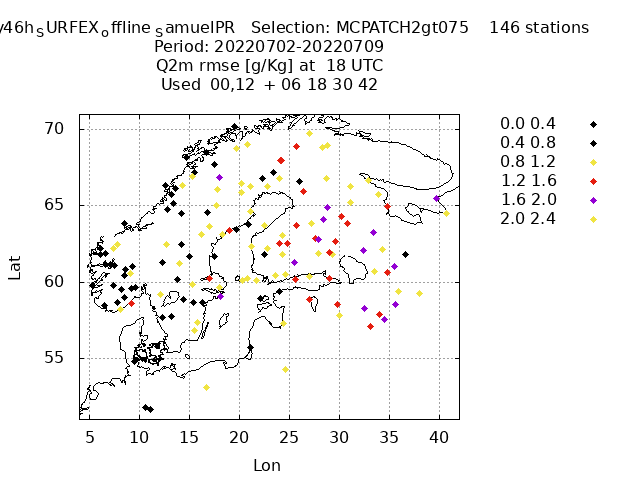 y46h_SURFEX_offline_samuelPR Selection: MCPATCH2gt075 146 stations
Period: 20220702-20220709
Q2m rmse [g/Kg] at 18 UTC
Used 00,12 + 06 18 30 42
0.0 0.4
0.4 0.8
0.8 1.2
1.2 1.6
1.6 2.0
2.0 2.4
70
65
60
55
Lat
5 10 15 20 25 30 35 40
Lon